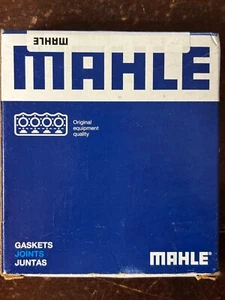 MAHLE
MAHLE
Original
equipment
quality
GASKETS
JOINTS
JUNTAS
MAHLE®